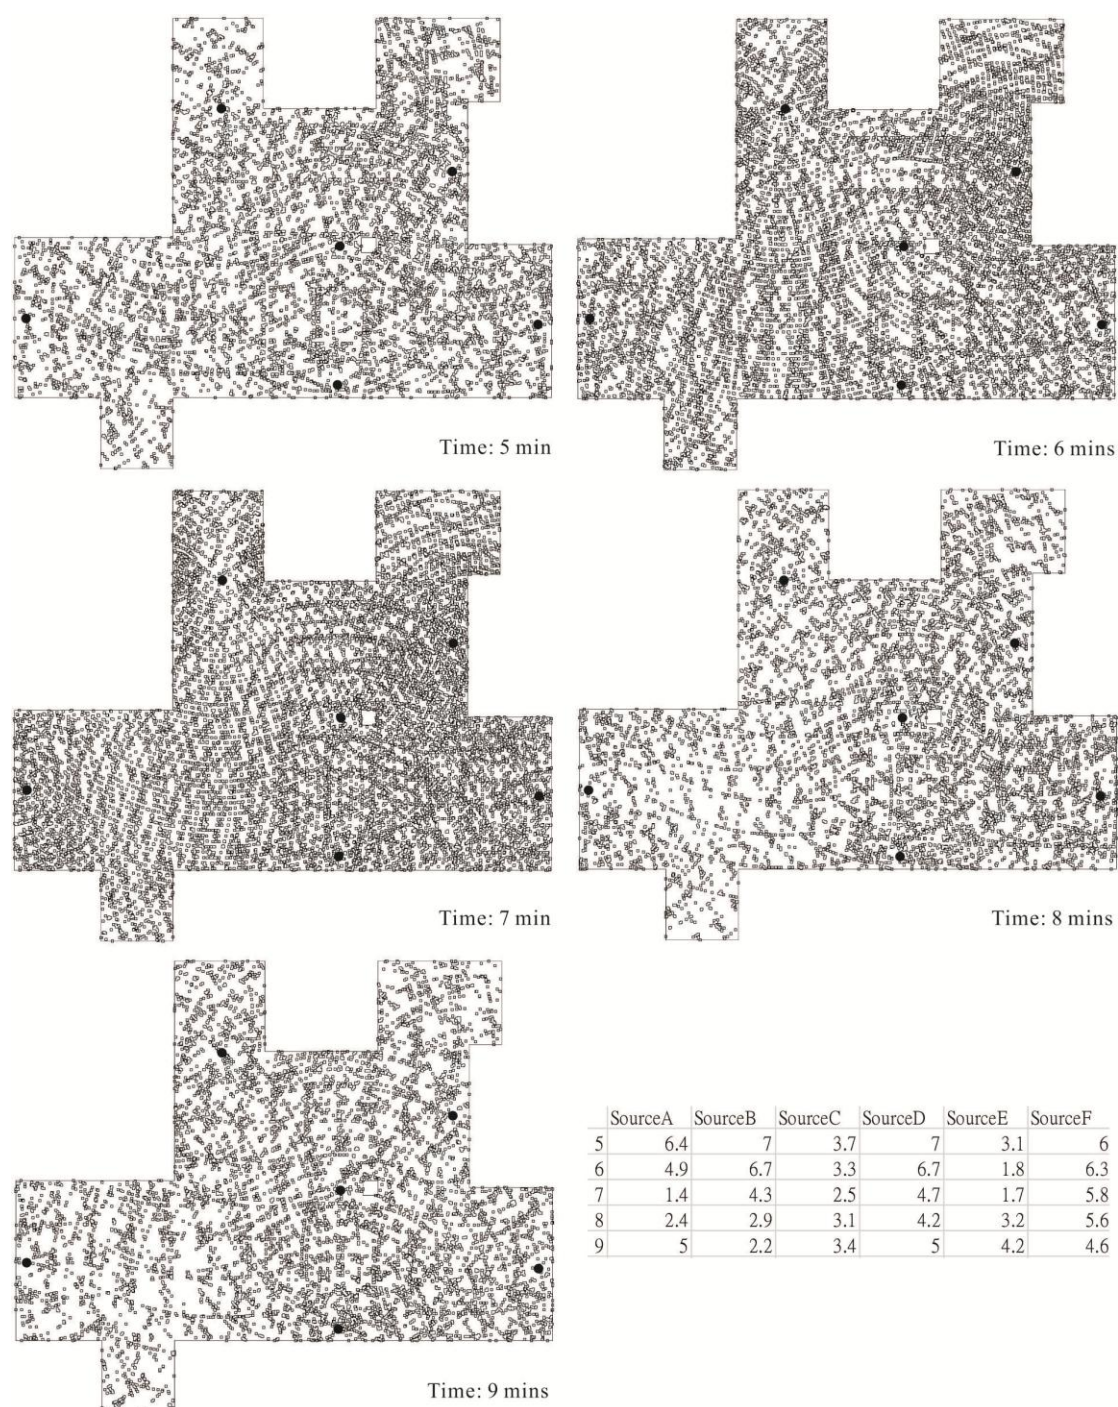 Time: 5 min
Time: 6 mins
Time: 7 min
Time: 8 mins
Time: 9 mins
SourceA SourceB SourceC SourceD SourceE SourceF
5 6.4 7 3.7 7 3.1 6
6 4.9 6.7 3.3 6.7 1.8 6.3
7 1.4 4.3 2.5 4.7 1.7 5.8
8 2.4 2.9 3.1 4.2 3.2 5.6
9 5 2.2 3.4 5 4.2 4.6